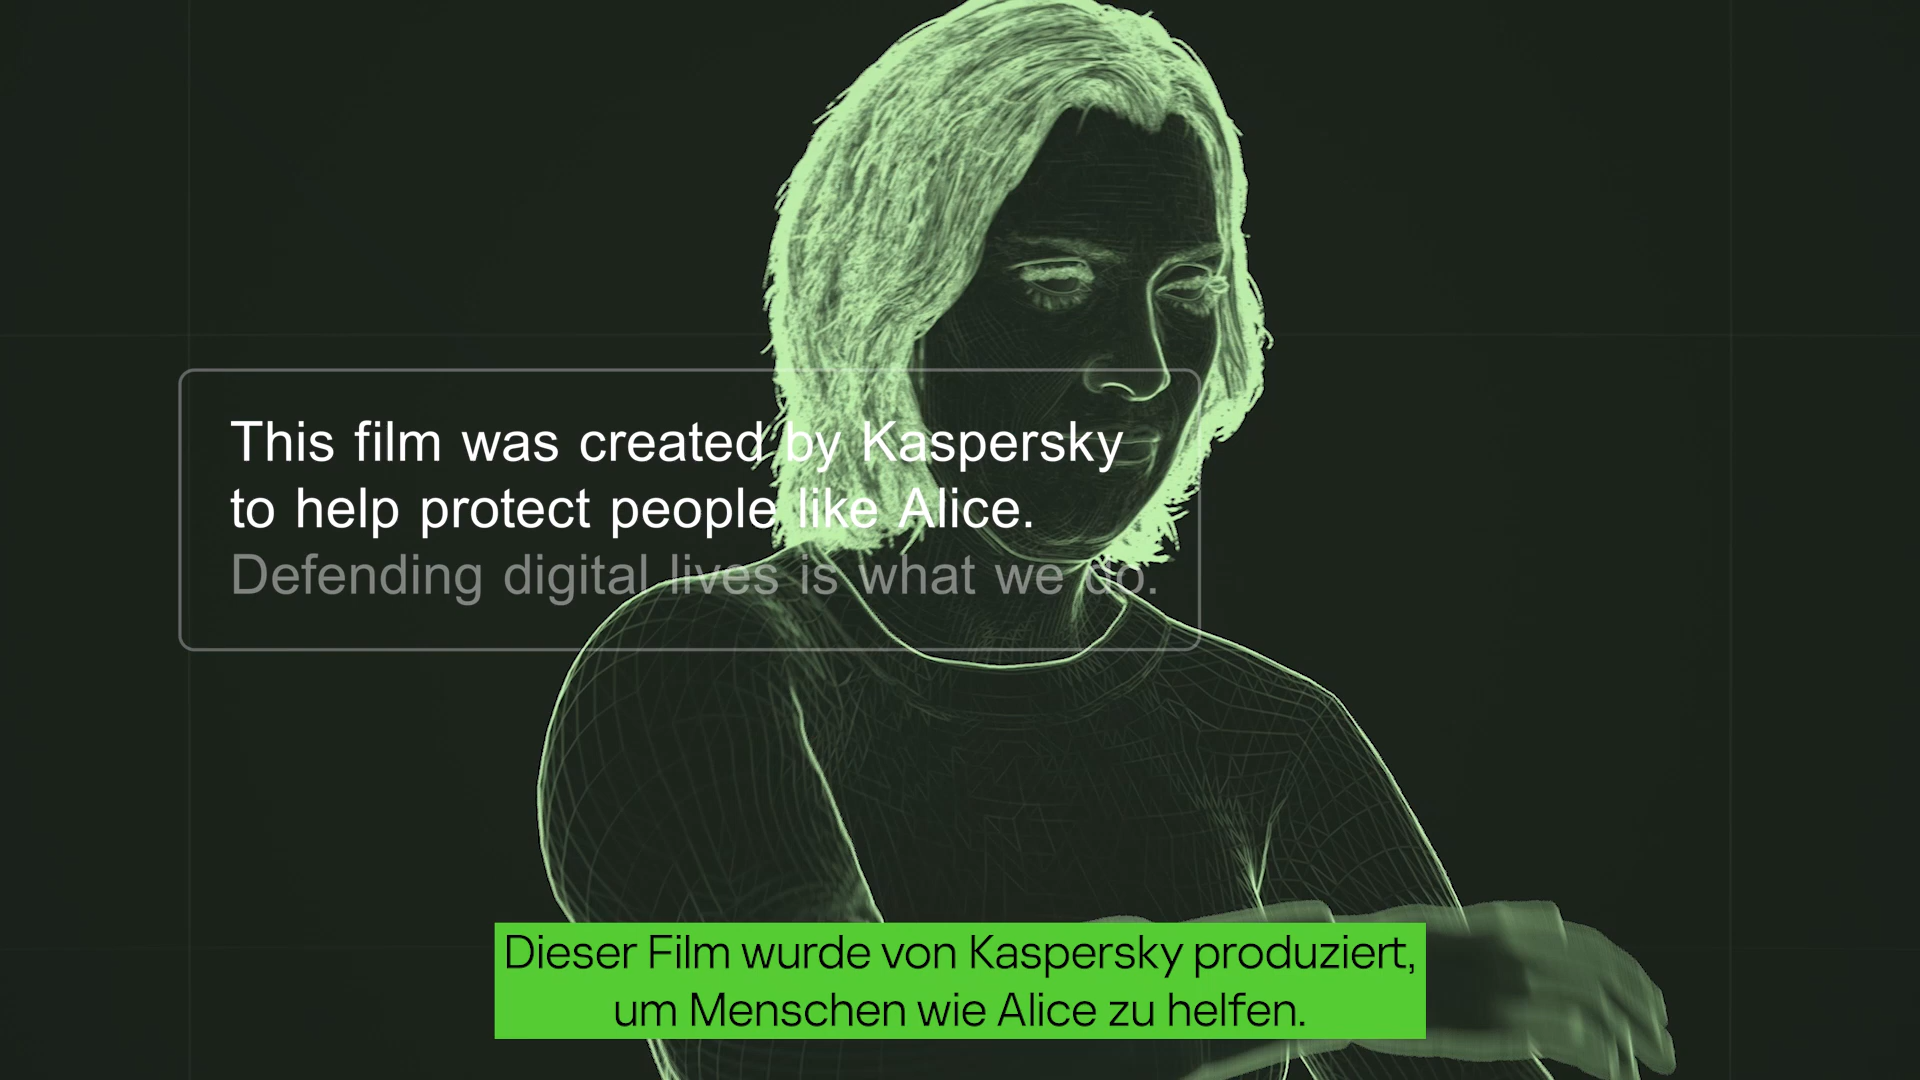 This film was created by Kaspersky
to help protect people like Alice.
Defending digital lives is what we do.
Dieser Film wurde von Kaspersky produziert,
um Menschen wie Alice zu helfen.